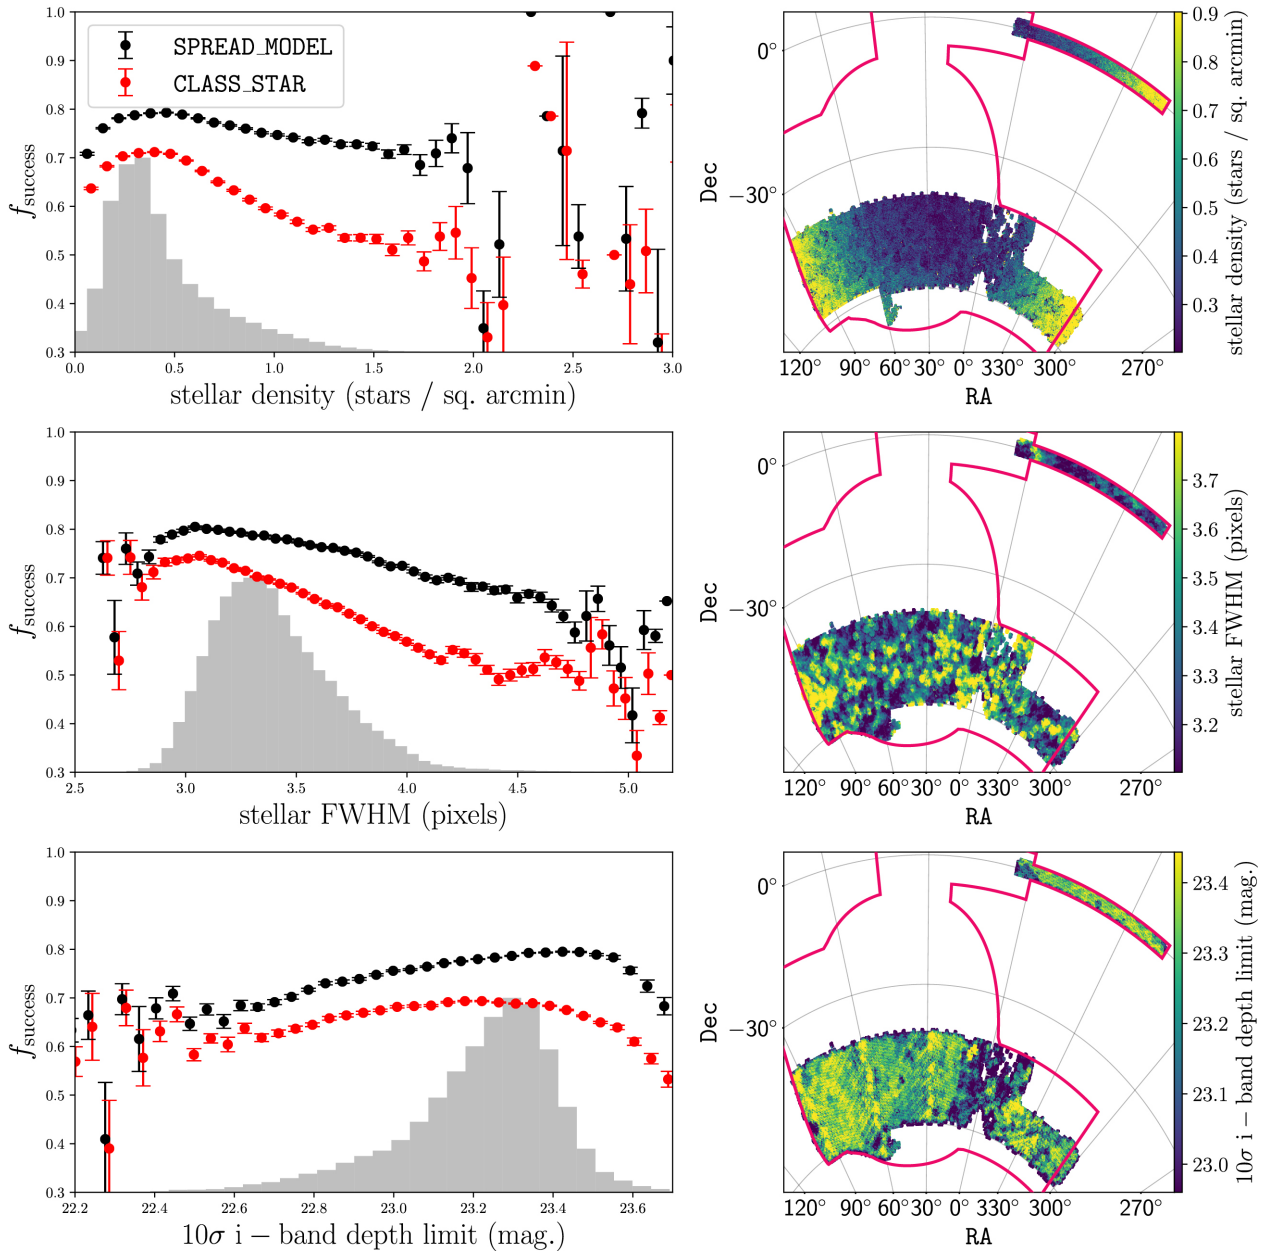 1.0
0.9
0.8
0.7
0.6
0.5
0.4
0.3
f_success
SPREAD_MODEL
CLASS_STAR
0.0 0.5 1.0 1.5 2.0 2.5 3.0
stellar density (stars / sq. arcmin)
0°
−30°
Dec
120° 90° 60° 30° 0° 330° 300° 270°
RA
0.9
0.8
0.7
0.6
0.5
0.4
0.3
stellar density (stars / sq. arcmin)
1.0
0.9
0.8
0.7
0.6
0.5
0.4
0.3
f_success
2.5 3.0 3.5 4.0 4.5 5.0
stellar FWHM (pixels)
0°
−30°
Dec
120° 90° 60° 30° 0° 330° 300° 270°
RA
3.7
3.6
3.5
3.4
3.3
3.2
stellar FWHM (pixels)
1.0
0.9
0.8
0.7
0.6
0.5
0.4
0.3
f_success
22.2 22.4 22.6 22.8 23.0 23.2 23.4 23.6
10σ i − band depth limit (mag.)
0°
−30°
Dec
120° 90° 60° 30° 0° 330° 300° 270°
RA
23.4
23.3
23.2
23.1
23.0
10σ i − band depth limit (mag.)